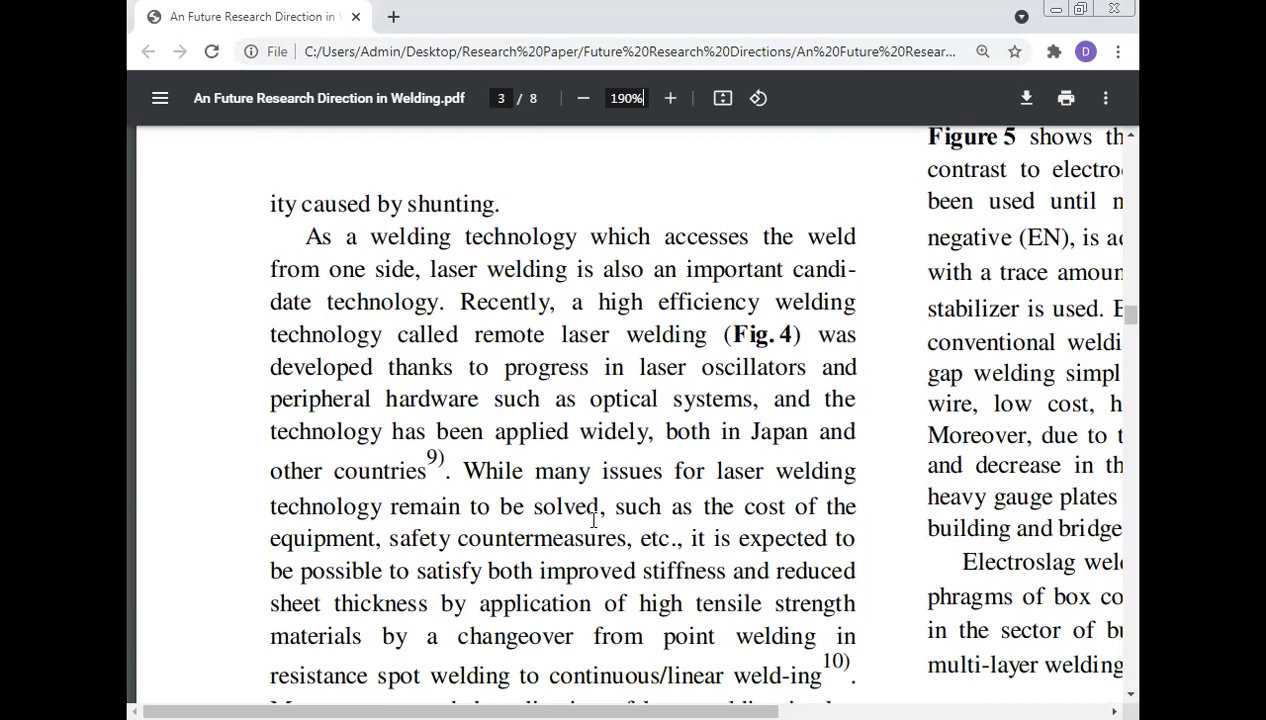 An Future Research Direction in
File
C:/Users/Admin/Desktop/Research%20Paper/Future%20Research%20Directions/An%20Future%20Resear...
D
An Future Research Direction in Welding.pdf
3 / 8
190%
ity caused by shunting.
As a welding technology which accesses the weld
from one side, laser welding is also an important candi-
date technology. Recently, a high efficiency welding
technology called remote laser welding (Fig. 4) was
developed thanks to progress in laser oscillators and
peripheral hardware such as optical systems, and the
technology has been applied widely, both in Japan and
other countries9). While many issues for laser welding
technology remain to be solved, such as the cost of the
equipment, safety countermeasures, etc., it is expected to
be possible to satisfy both improved stiffness and reduced
sheet thickness by application of high tensile strength
materials by a changeover from point welding in
resistance spot welding to continuous/linear weld-ing10).
Figure 5 shows th
contrast to electro
been used until n
negative (EN), is a
with a trace amoun
stabilizer is used. E
conventional weldi
gap welding simpl
wire, low cost, h
Moreover, due to t
and decrease in th
heavy gauge plates
building and bridge
Electroslag wel
phragms of box co
in the sector of bu
multi-layer welding